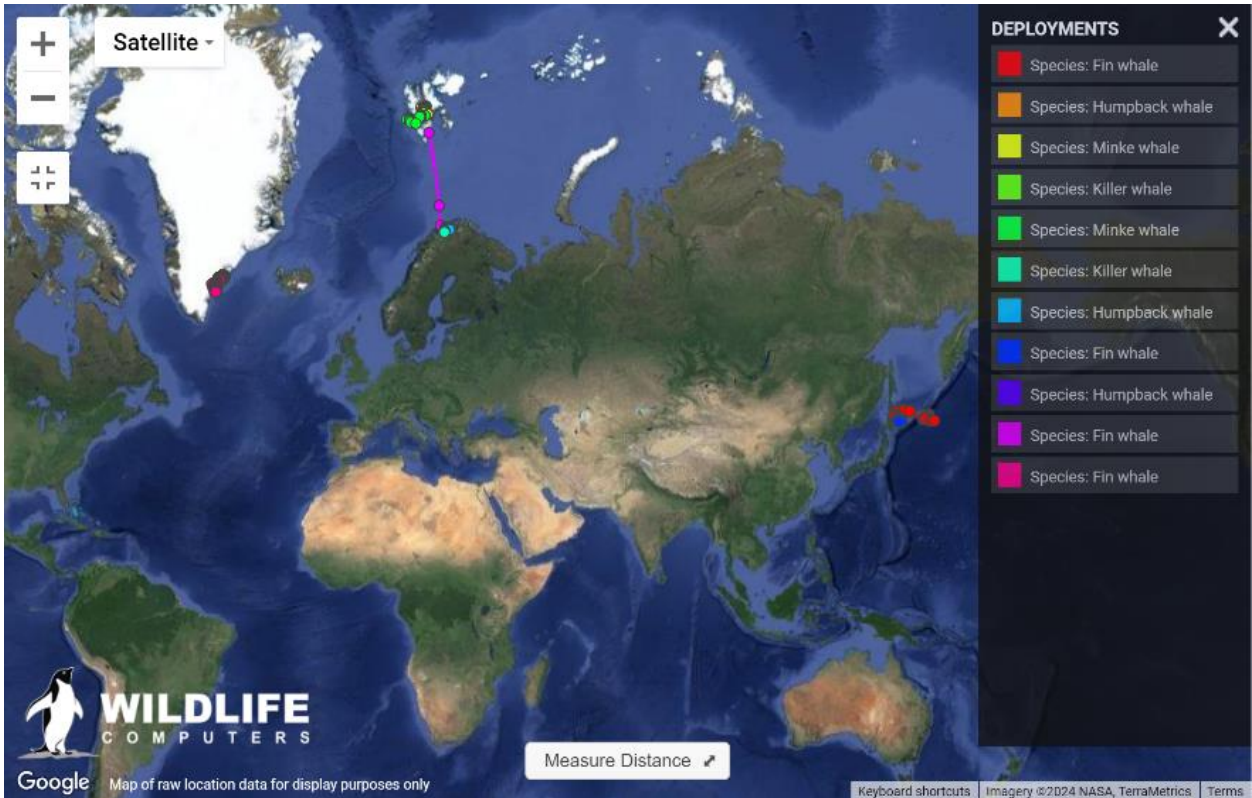 +
Satellite
−
DEPLOYMENTS
Species: Fin whale
Species: Humpback whale
Species: Minke whale
Species: Killer whale
Species: Minke whale
Species: Killer whale
Species: Humpback whale
Species: Fin whale
Species: Humpback whale
Species: Fin whale
Species: Fin whale
WILDLIFE
COMPUTERS
Measure Distance
Google
Map of raw location data for display purposes only
Keyboard shortcuts
Imagery ©2024 NASA, TerraMetrics
Terms